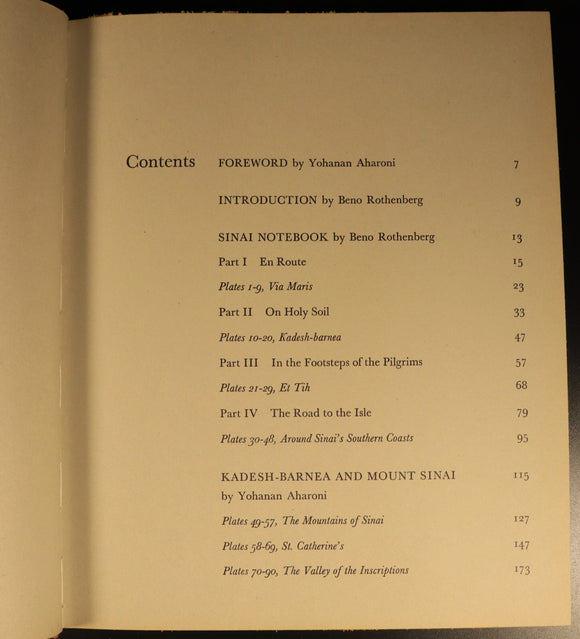 Contents FOREWORD by Yohanan Aharoni 7
INTRODUCTION by Beno Rothenberg 9
SINAI NOTEBOOK by Beno Rothenberg 13
Part I En Route 15
Plates 1-9, Via Maris 23
Part II On Holy Soil 33
Plates 10-20, Kadesh-barnea 47
Part III In the Footsteps of the Pilgrims 57
Plates 21-29, Et Tih 68
Part IV The Road to the Isle 79
Plates 30-48, Around Sinai's Southern Coasts 95
KADESH-BARNEA AND MOUNT SINAI 115
by Yohanan Aharoni
Plates 49-57, The Mountains of Sinai 127
Plates 58-69, St. Catherine's 147
Plates 70-90, The Valley of the Inscriptions 173